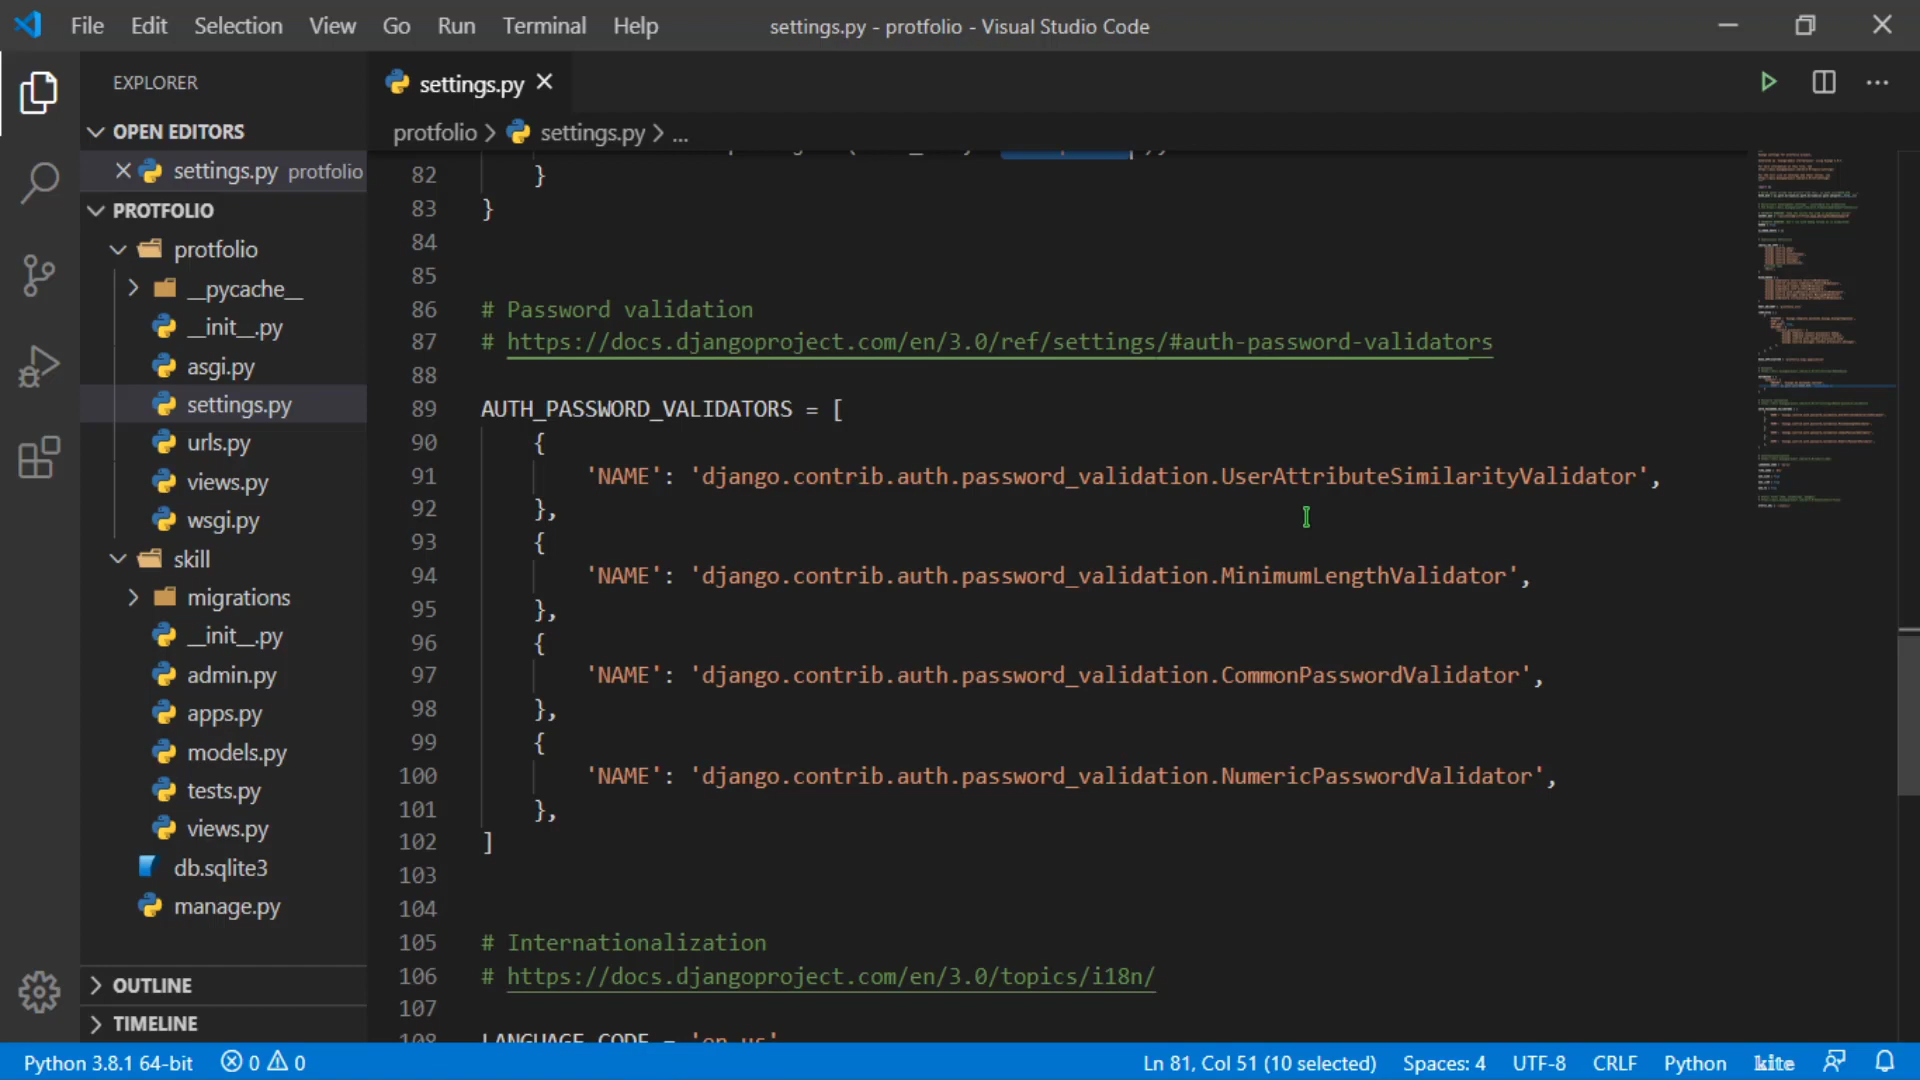 File Edit Selection View Go Run Terminal Help settings.py - protfolio - Visual Studio Code
EXPLORER
OPEN EDITORS
settings.py protfolio
PROTFOLIO
protfolio
__pycache__
__init__.py
asgi.py
settings.py
urls.py
views.py
wsgi.py
skill
migrations
__init__.py
admin.py
apps.py
models.py
tests.py
views.py
db.sqlite3
manage.py
OUTLINE
TIMELINE
settings.py
protfolio > settings.py > ...
82 }
83 }
84
85
86 # Password validation
87 # https://docs.djangoproject.com/en/3.0/ref/settings/#auth-password-validators
88
89 AUTH_PASSWORD_VALIDATORS = [
90 {
91 'NAME': 'django.contrib.auth.password_validation.UserAttributeSimilarityValidator',
92 },
93 {
94 'NAME': 'django.contrib.auth.password_validation.MinimumLengthValidator',
95 },
96 {
97 'NAME': 'django.contrib.auth.password_validation.CommonPasswordValidator',
98 },
99 {
100 'NAME': 'django.contrib.auth.password_validation.NumericPasswordValidator',
101 },
102 ]
103
104
105 # Internationalization
106 # https://docs.djangoproject.com/en/3.0/topics/i18n/
107
108 LANGUAGE_CODE = 'en-us'
Python 3.8.1 64-bit 0 0 Ln 81, Col 51 (10 selected) Spaces: 4 UTF-8 CRLF Python kite